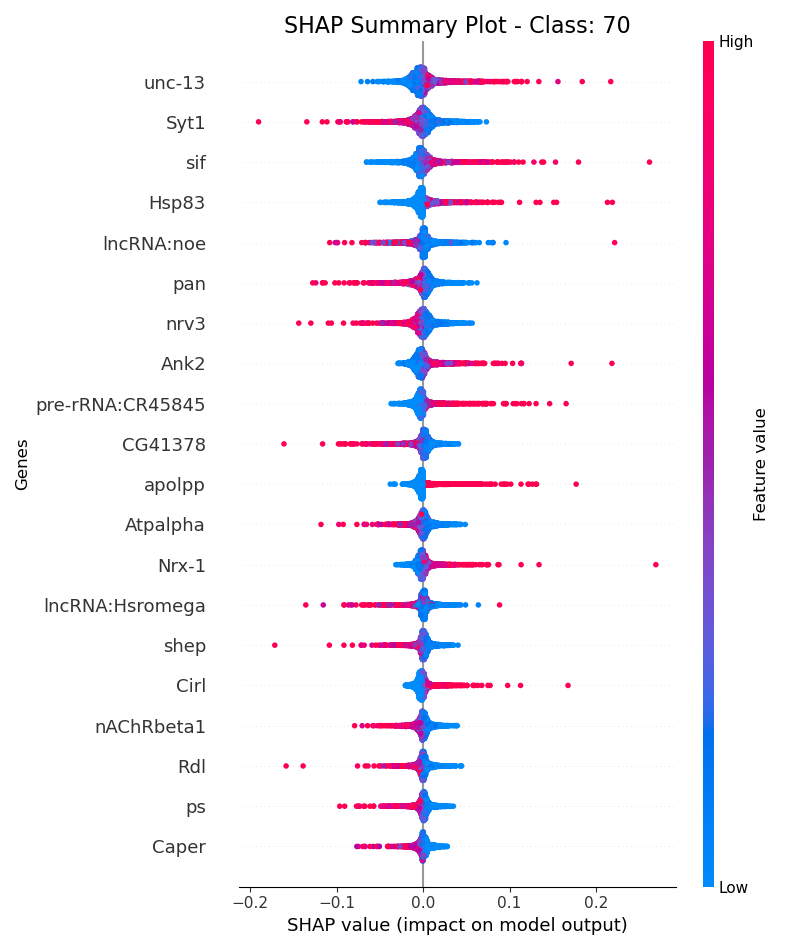 SHAP Summary Plot - Class: 70
High
unc-13
Syt1
sif
Hsp83
lncRNA:noe
pan
nrv3
Ank2
pre-rRNA:CR45845
CG41378
apolpp
Atpalpha
Nrx-1
lncRNA:Hsromega
shep
Cirl
nAChRbeta1
Rdl
ps
Caper
Genes
Feature value
Low
−0.2 −0.1 0.0 0.1 0.2
SHAP value (impact on model output)